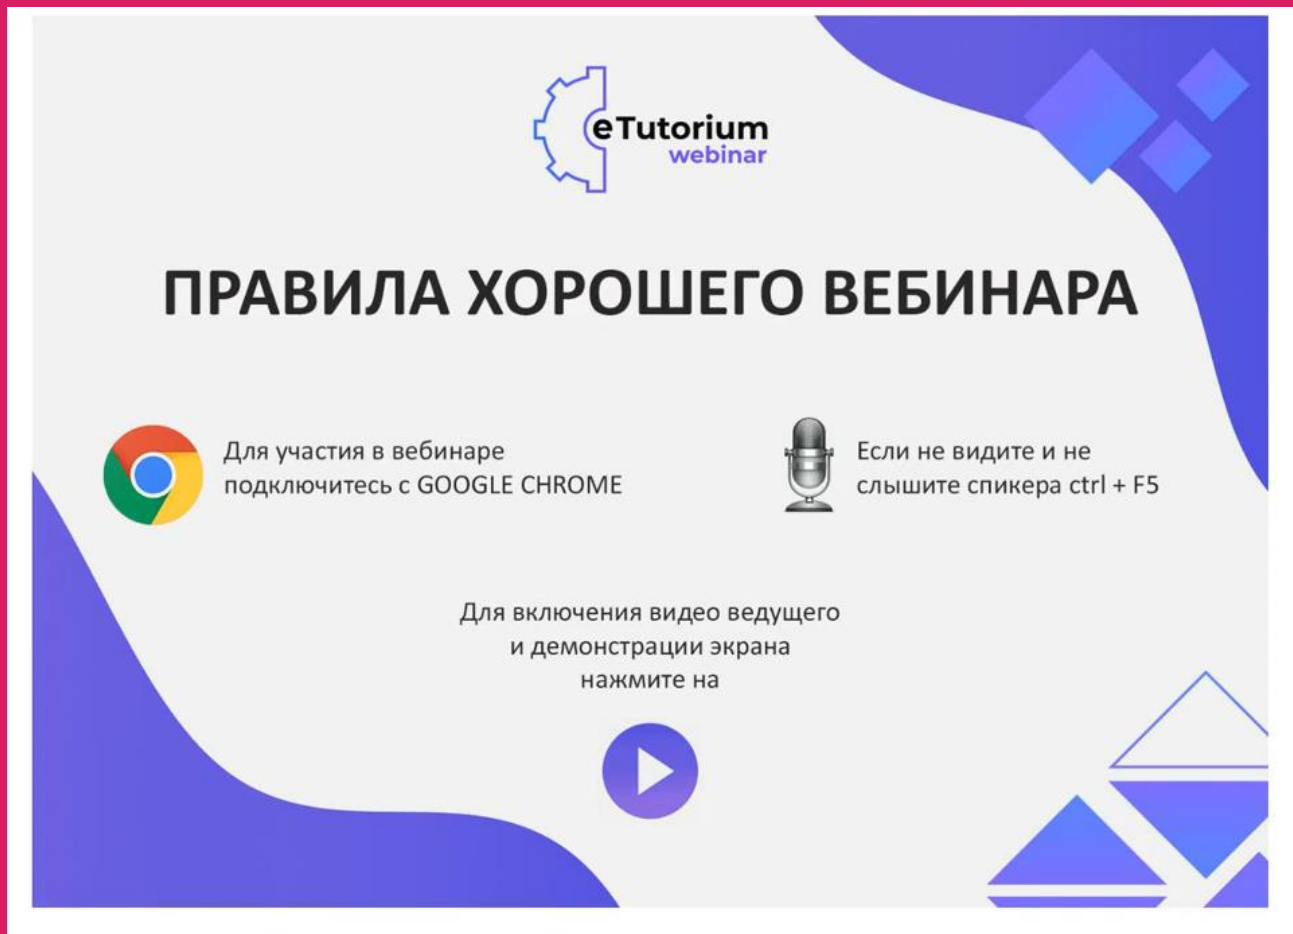 eTutorium
webinar
ПРАВИЛА ХОРОШЕГО ВЕБИНАРА
Для участия в вебинаре
подключитесь с GOOGLE CHROME
Если не видите и не
слышите спикера ctrl + F5
Для включения видео ведущего
и демонстрации экрана
нажмите на